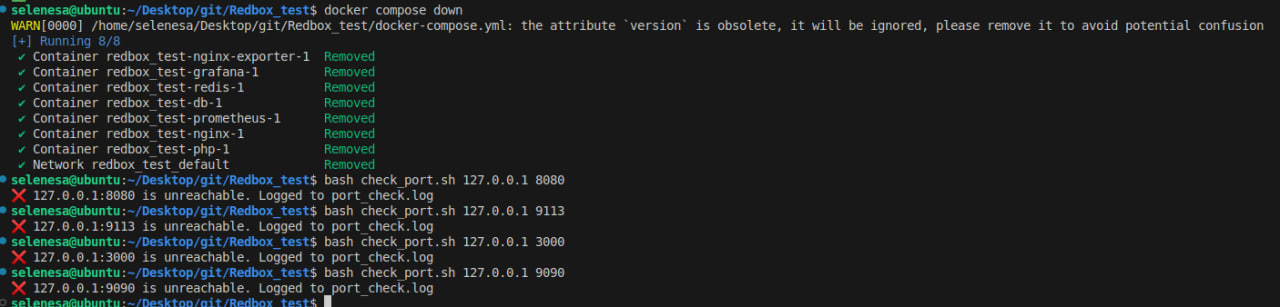 selenesa@ubuntu:~/Desktop/git/Redbox_test$ docker compose down
WARN[0000] /home/selenesa/Desktop/git/Redbox_test/docker-compose.yml: the attribute `version` is obsolete, it will be ignored, please remove it to avoid potential confusion
[+] Running 8/8
✔ Container redbox_test-nginx-exporter-1 Removed
✔ Container redbox_test-grafana-1 Removed
✔ Container redbox_test-redis-1 Removed
✔ Container redbox_test-db-1 Removed
✔ Container redbox_test-prometheus-1 Removed
✔ Container redbox_test-nginx-1 Removed
✔ Container redbox_test-php-1 Removed
✔ Network redbox_test_default Removed
selenesa@ubuntu:~/Desktop/git/Redbox_test$ bash check_port.sh 127.0.0.1 8080
❌ 127.0.0.1:8080 is unreachable. Logged to port_check.log
selenesa@ubuntu:~/Desktop/git/Redbox_test$ bash check_port.sh 127.0.0.1 9113
❌ 127.0.0.1:9113 is unreachable. Logged to port_check.log
selenesa@ubuntu:~/Desktop/git/Redbox_test$ bash check_port.sh 127.0.0.1 3000
❌ 127.0.0.1:3000 is unreachable. Logged to port_check.log
selenesa@ubuntu:~/Desktop/git/Redbox_test$ bash check_port.sh 127.0.0.1 9090
❌ 127.0.0.1:9090 is unreachable. Logged to port_check.log
selenesa@ubuntu:~/Desktop/git/Redbox_test$